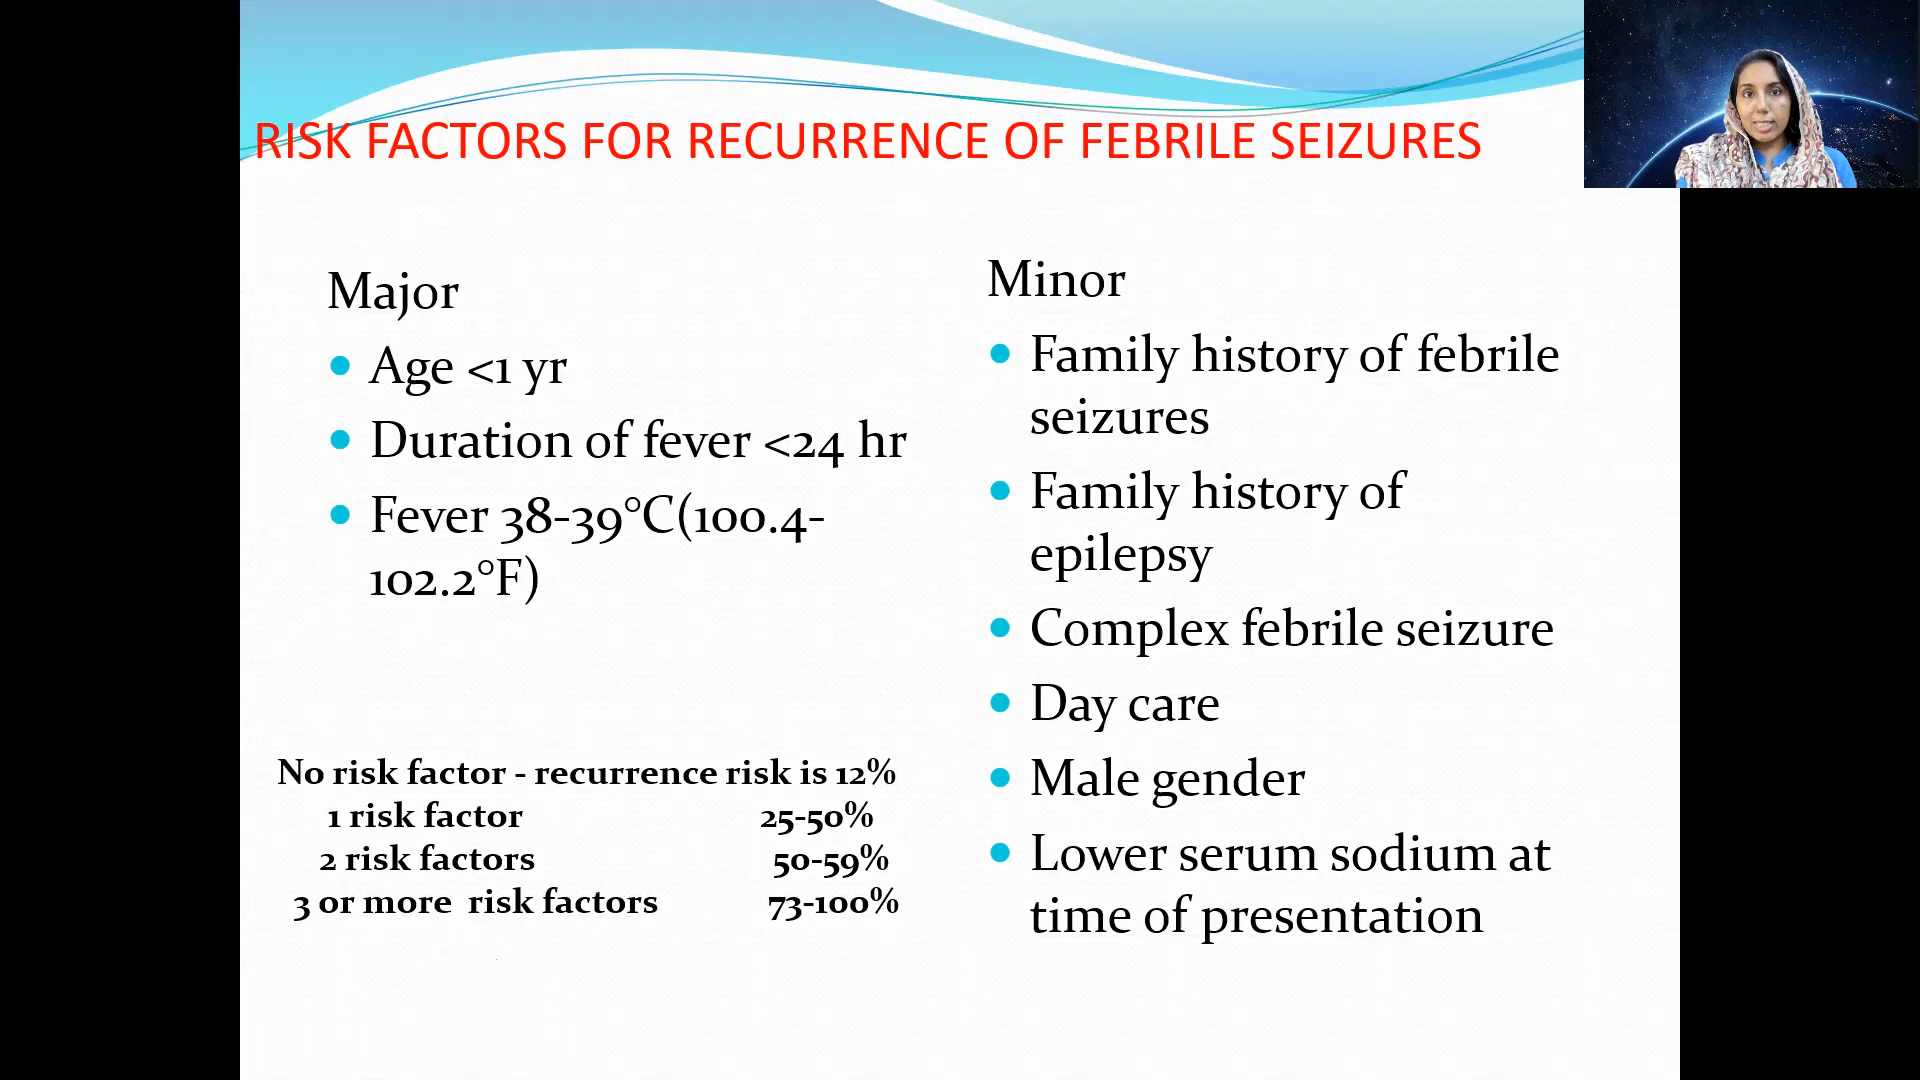 RISK FACTORS FOR RECURRENCE OF FEBRILE SEIZURES
Major
• Age <1 yr
• Duration of fever <24 hr
• Fever 38-39°C(100.4-
102.2°F)
No risk factor - recurrence risk is 12%
1 risk factor 25-50%
2 risk factors 50-59%
3 or more risk factors 73-100%
Minor
• Family history of febrile
seizures
• Family history of
epilepsy
• Complex febrile seizure
• Day care
• Male gender
• Lower serum sodium at
time of presentation